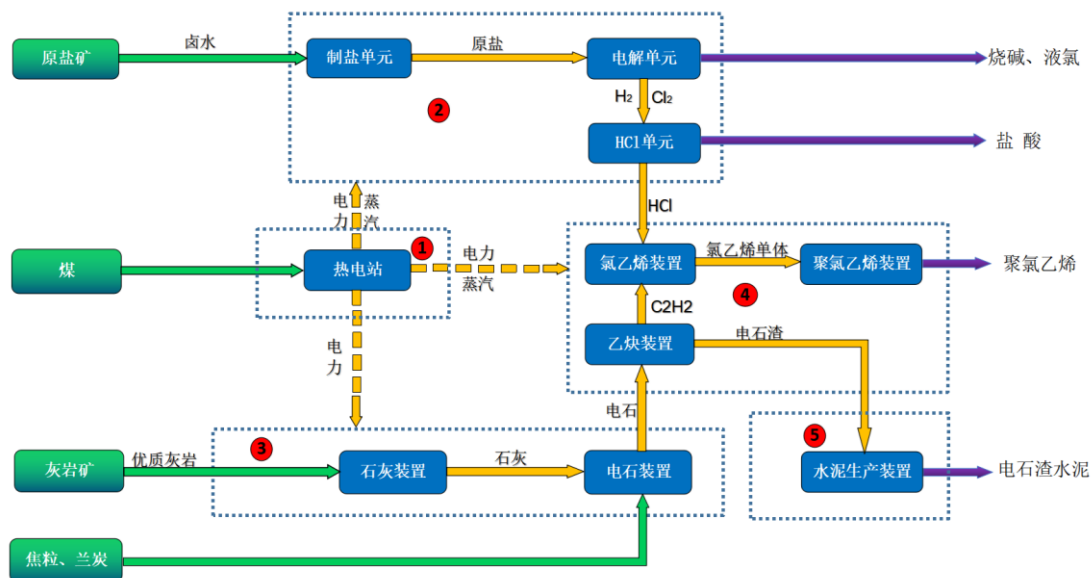 原盐矿
卤水
制盐单元
原盐
电解单元
烧碱、液氯
H₂
Cl₂
2
HCl单元
盐 酸
电力
蒸汽
HCl
1
煤
热电站
电力
蒸汽
氯乙烯装置
氯乙烯单体
聚氯乙烯装置
聚氯乙烯
4
C2H2
乙炔装置
电石渣
电力
电石
3
5
灰岩矿
优质灰岩
石灰装置
石灰
电石装置
水泥生产装置
电石渣水泥
焦粒、兰炭